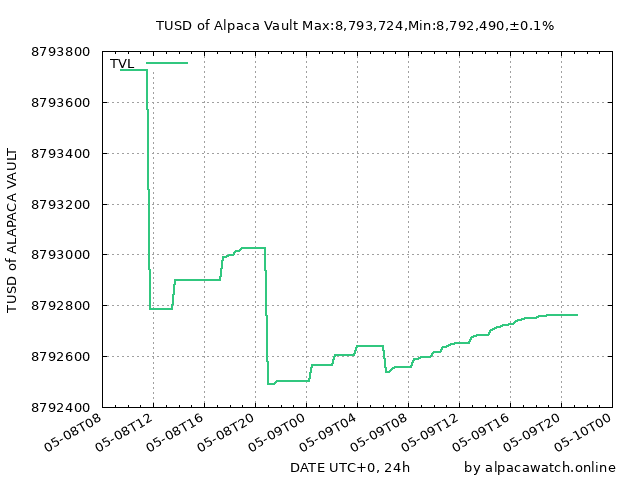 TUSD of Alpaca Vault Max:8,793,724,Min:8,792,490,±0.1%
TVL
TUSD of ALAPACA VAULT
8793800
8793600
8793400
8793200
8793000
8792800
8792600
8792400
05-08T08
05-08T12
05-08T16
05-08T20
05-09T00
05-09T04
05-09T08
05-09T12
05-09T16
05-09T20
05-10T00
DATE UTC+0, 24h
by alpacawatch.online